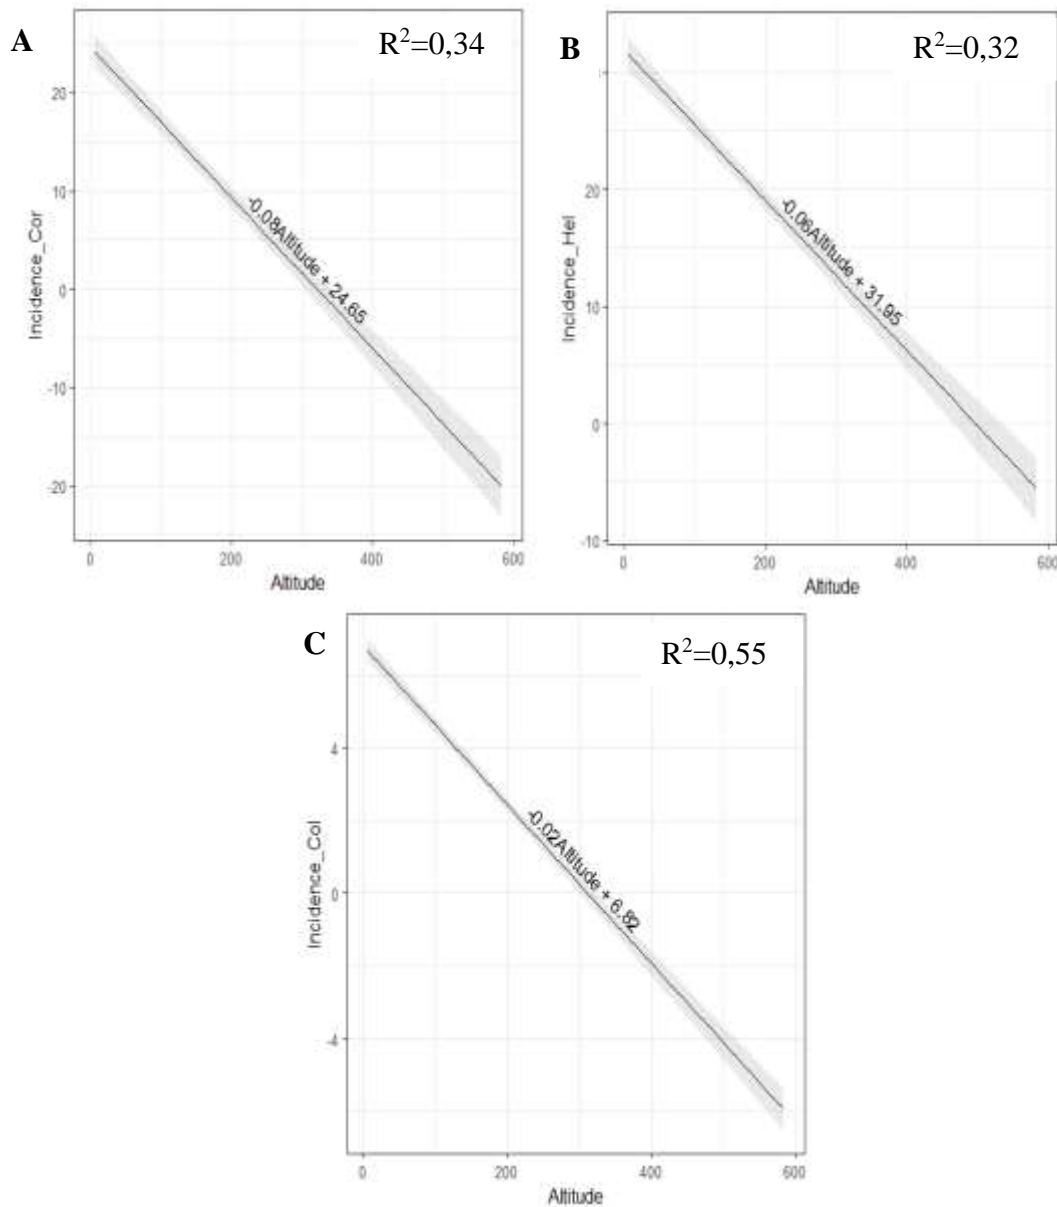 A
R²=0,34
Incidence_Cor
20
10
0
-10
-20
-0.08Altitude + 24.65
0
200
400
600
Altitude
B
R²=0,32
Incidence_Hel
20
10
0
-10
-0.06Altitude + 31.95
0
200
400
600
Altitude
C
R²=0,55
Incidence_Col
4
0
-4
-0.02Altitude + 6.82
0
200
400
600
Altitude